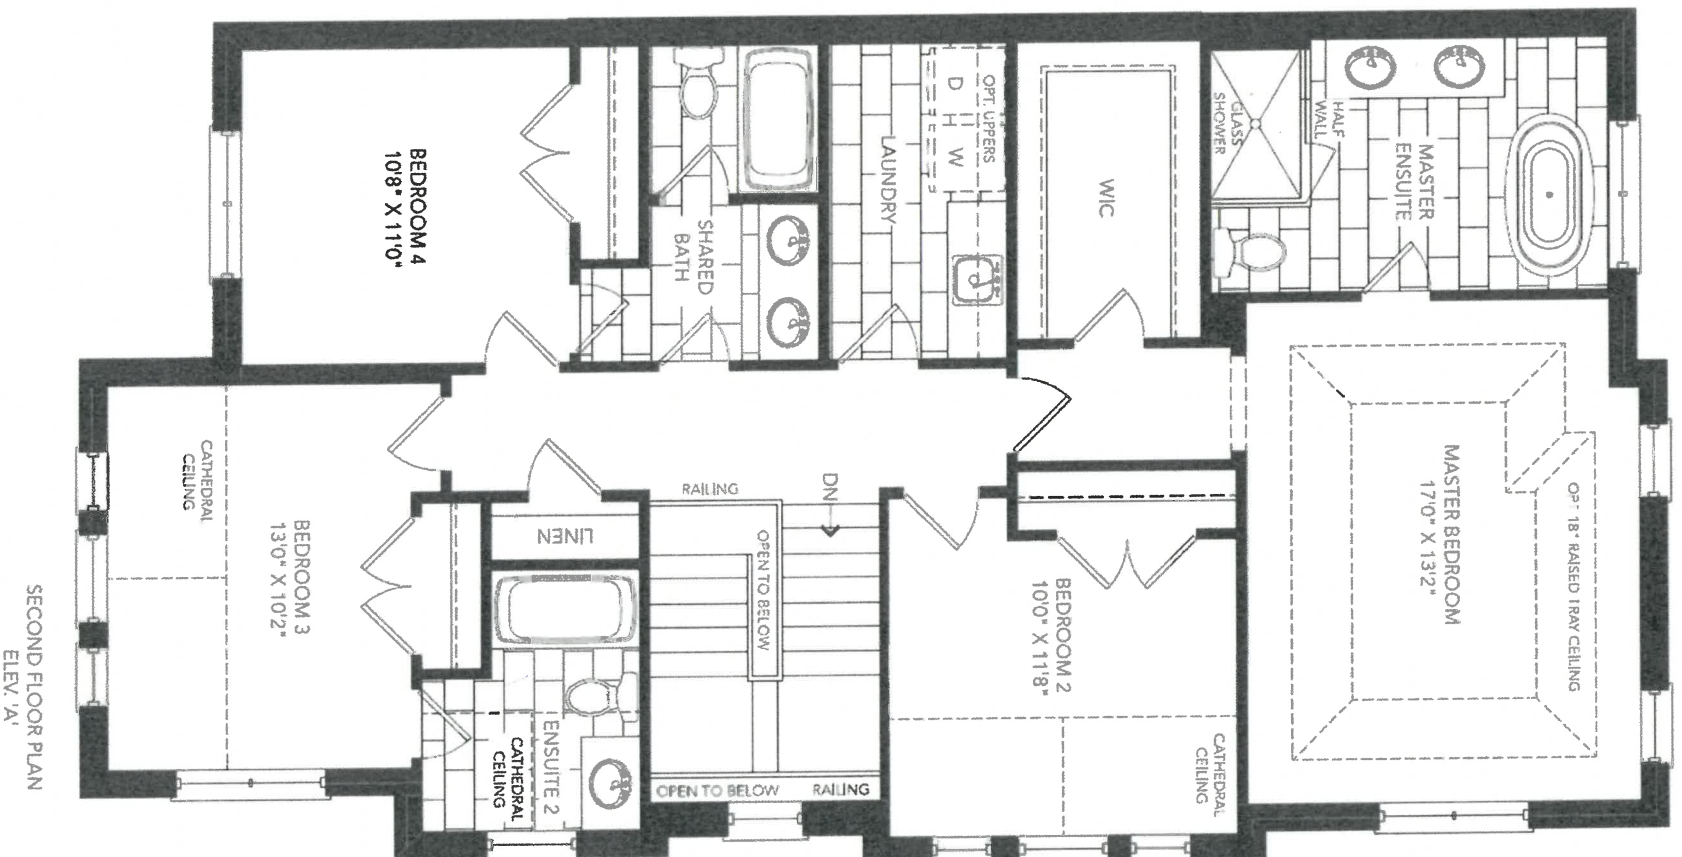 BEDROOM 4
10'8" X 11'0"
SHARED
BATH
LAUNDRY
D H W
OPT. UPPERS
WIC
GLASS
SHOWER
HALF
WALL
MASTER
ENSUITE
CATHEDRAL
CEILING
BEDROOM 3
13'0" X 10'2"
LINEN
RAILING
DN
OPEN TO BELOW
BEDROOM 2
10'0" X 11'8"
MASTER BEDROOM
17'0" X 13'2"
OPT 18" RAISED TRAY CEILING
ENSUITE 2
CATHEDRAL
CEILING
OPEN TO BELOW
RAILING
CATHEDRAL
CEILING
SECOND FLOOR PLAN
ELEV. 'A'